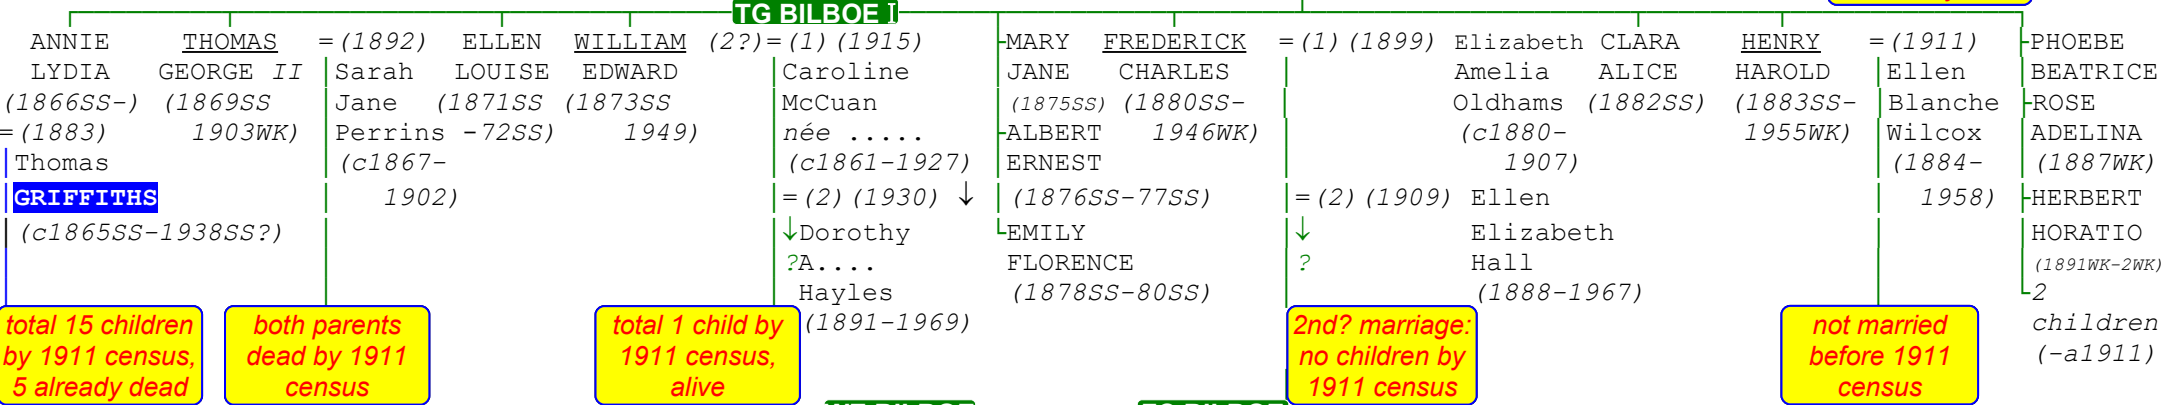 TG BILBOE I
ANNIE
LYDIA
(1866SS-)
=(1883)
Thomas
GRIFFITHS
(c1865SS-1938SS?)
total 15 children
by 1911 census,
5 already dead
THOMAS
GEORGE II
(1869SS
1903WK)
=(1892)
Sarah
Jane
Perrins
(c1867-
1902)
both parents
dead by 1911
census
ELLEN
LOUISE
(1871SS
-72SS)
WILLIAM
EDWARD
(1873SS
1949)
(2?)=(1)(1915)
Caroline
McCuan
née .....
(c1861-1927)
=(2)(1930) ↓
↓Dorothy
?A....
Hayles
(1891-1969)
total 1 child by
1911 census,
alive
MARY
JANE
(1875SS)
ALBERT
ERNEST
(1876SS-77SS)
EMILY
FLORENCE
(1878SS-80SS)
FREDERICK
CHARLES
(1880SS-
1946WK)
=(1)(1899) Elizabeth
Amelia
Oldhams
(c1880-
1907)
=(2)(1909) Ellen
↓ Elizabeth
? Hall
(1888-1967)
2nd? marriage:
no children by
1911 census
CLARA
ALICE
(1882SS)
HENRY
HAROLD
(1883SS-
1955WK)
=(1911)
Ellen
Blanche
Wilcox
(1884-
1958)
not married
before 1911
census
PHOEBE
BEATRICE
ROSE
ADELINA
(1887WK)
HERBERT
HORATIO
(1891WK-2WK)
2
children
(-a1911)